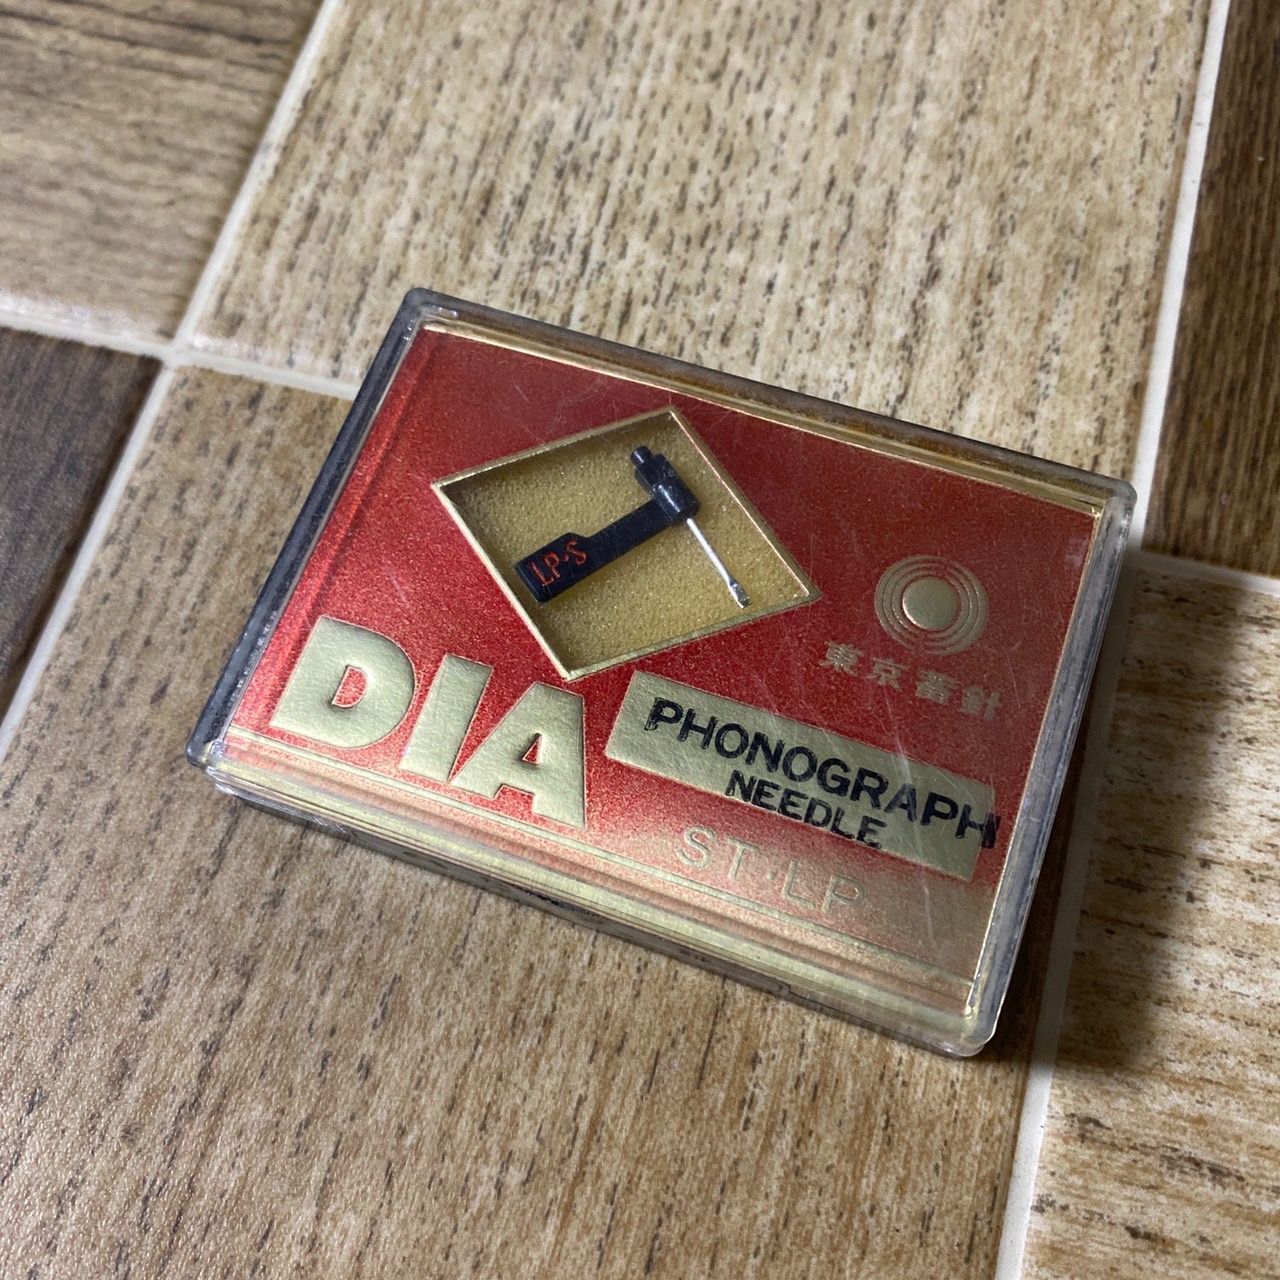 LP-S
東京蓄針
DIA
PHONOGRAPH
NEEDLE
ST·LP